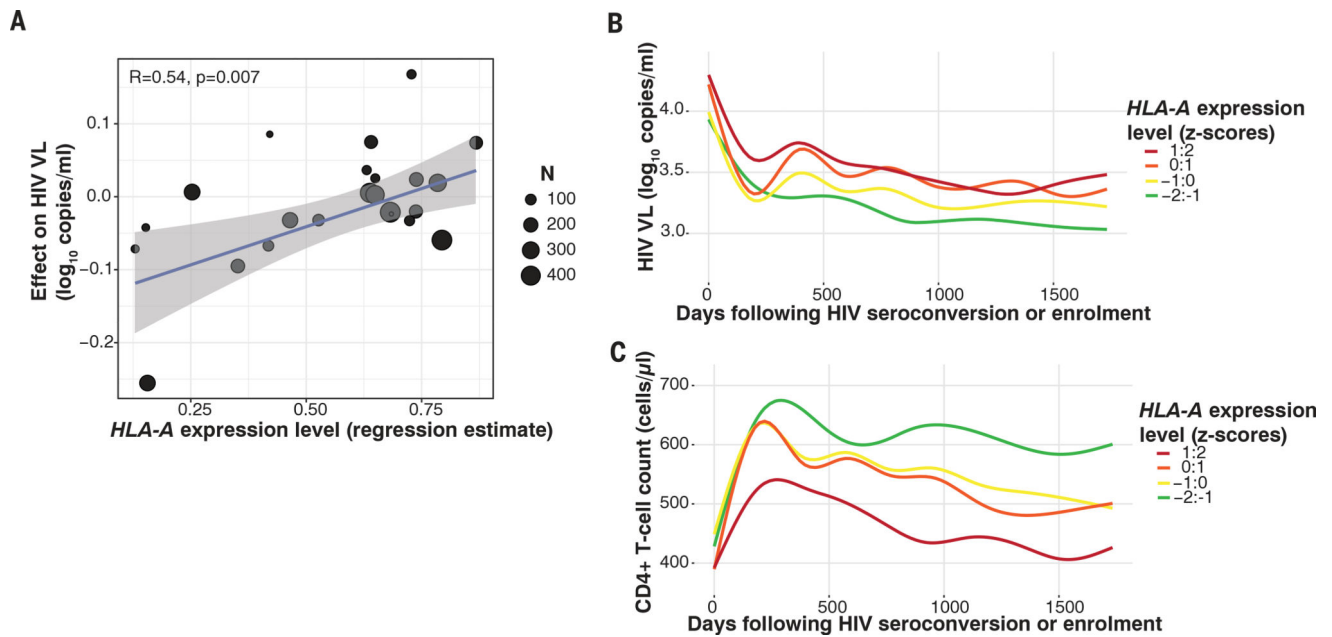 A
R=0.54, p=0.007
0.1
0.0
−0.1
−0.2
Effect on HIV VL
(log10 copies/ml)
0.25 0.50 0.75
HLA-A expression level (regression estimate)
N
100
200
300
400
B
4.0
3.5
3.0
HIV VL (log10 copies/ml)
0 500 1000 1500
Days following HIV seroconversion or enrolment
HLA-A expression
level (z-scores)
1:2
0:1
−1:0
−2:-1
C
700
600
500
400
CD4+ T-cell count (cells/µl)
0 500 1000 1500
Days following HIV seroconversion or enrolment
HLA-A expression
level (z-scores)
1:2
0:1
−1:0
−2:-1